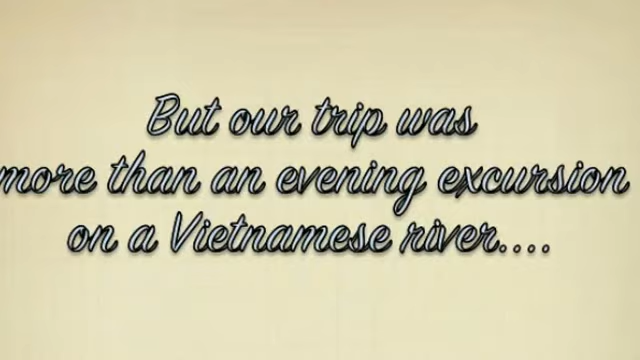 But our trip was
more than an evening excursion
on a Vietnamese river....